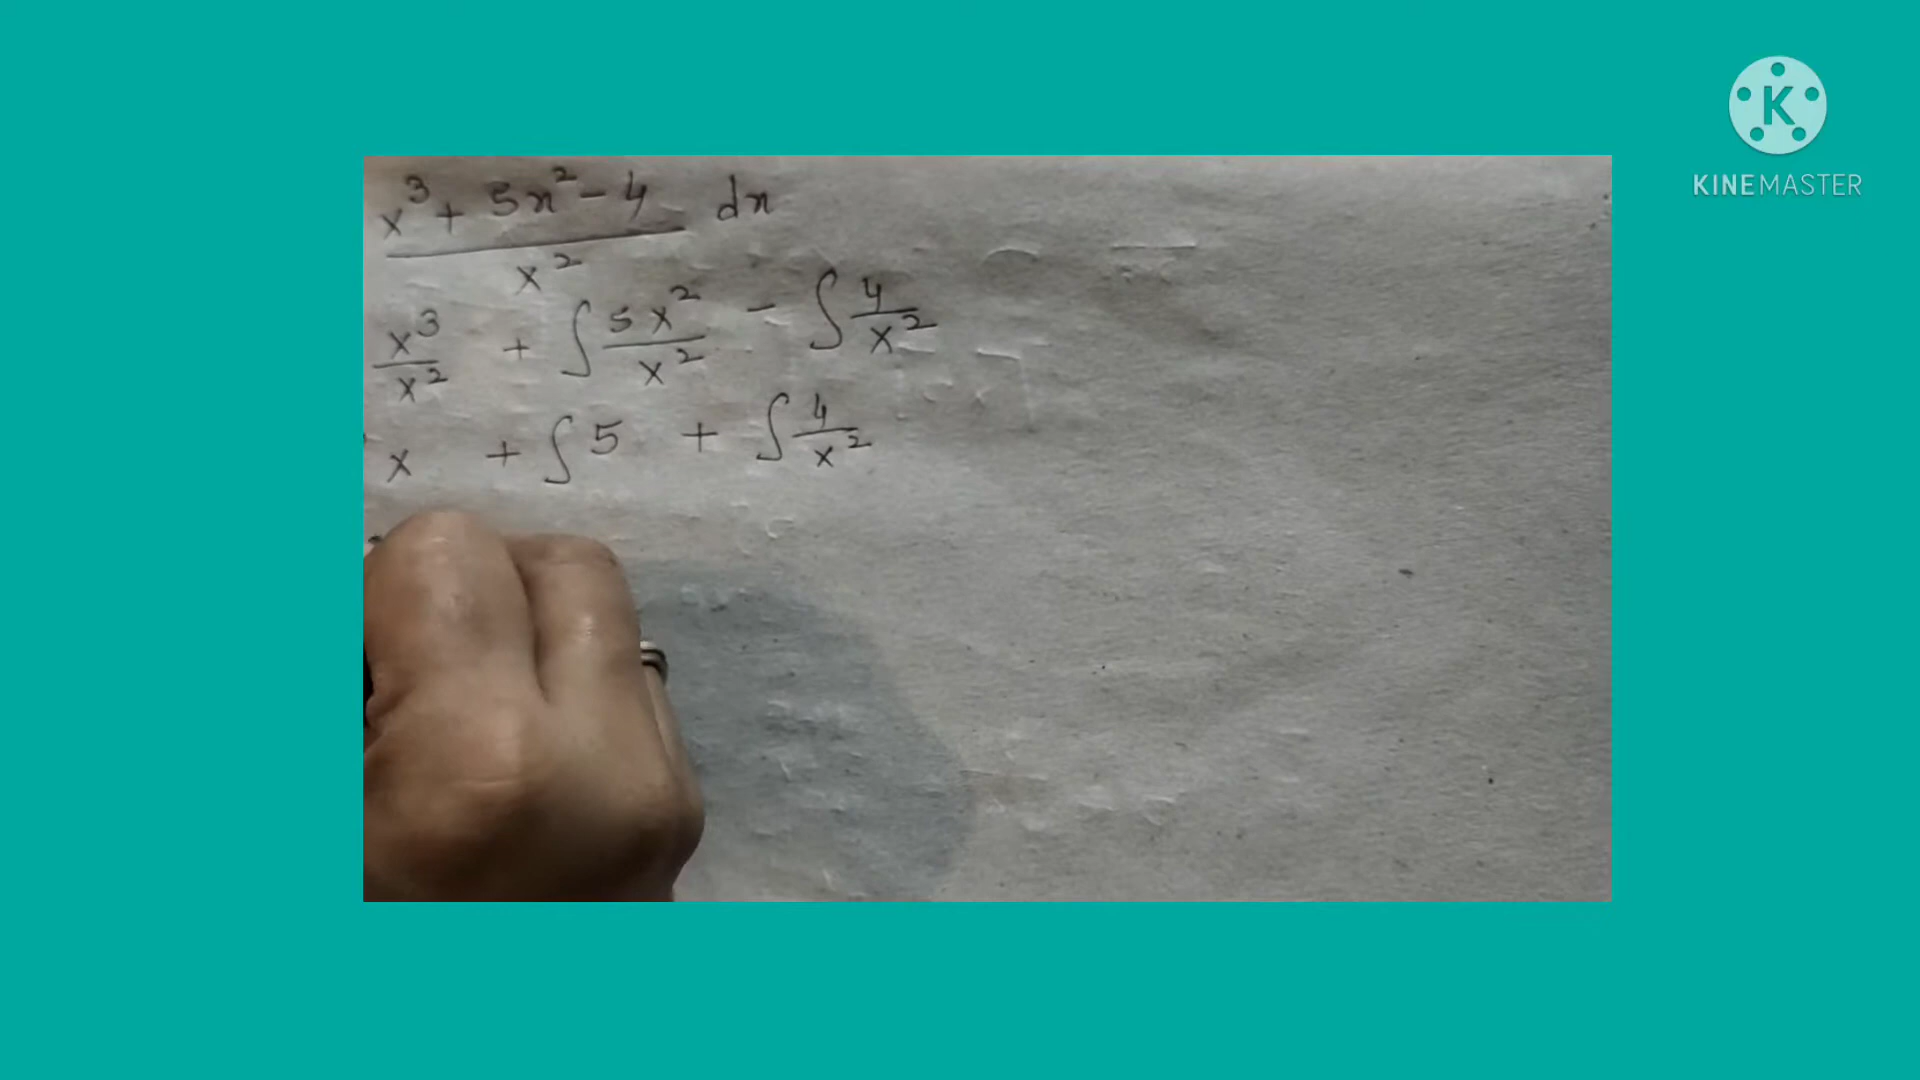 x³ + 5x² - 4 dx
x²
x³/x² + ∫ 5x²/x² - ∫ 4/x²
x + ∫ 5 + ∫ 4/x²
K
KINEMASTER